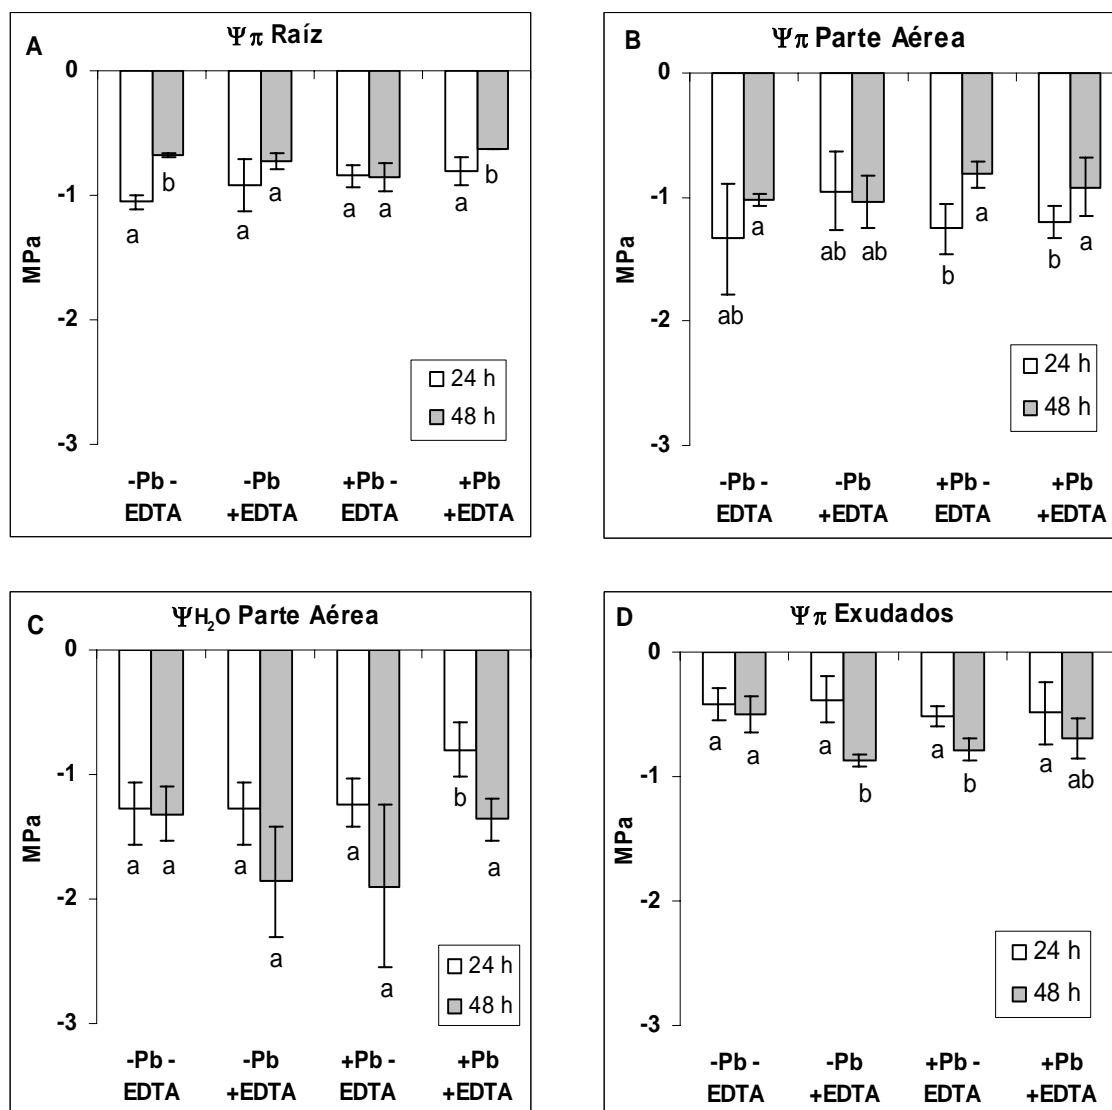 A
Ψπ Raíz
0
-1
-2
-3
MPa
a b a a a a a b
24 h
48 h
-Pb - -Pb +Pb - +Pb
EDTA +EDTA EDTA +EDTA
B
Ψπ Parte Aérea
0
-1
-2
-3
MPa
ab a ab ab b a b a
24 h
48 h
-Pb - -Pb +Pb - +Pb
EDTA +EDTA EDTA +EDTA
C
ΨH₂O Parte Aérea
0
-1
-2
-3
MPa
a a a a a a b a
24 h
48 h
-Pb - -Pb +Pb - +Pb
EDTA +EDTA EDTA +EDTA
D
Ψπ Exudados
0
-1
-2
-3
MPa
a a a b a b a ab
24 h
48 h
-Pb - -Pb +Pb - +Pb
EDTA +EDTA EDTA +EDTA